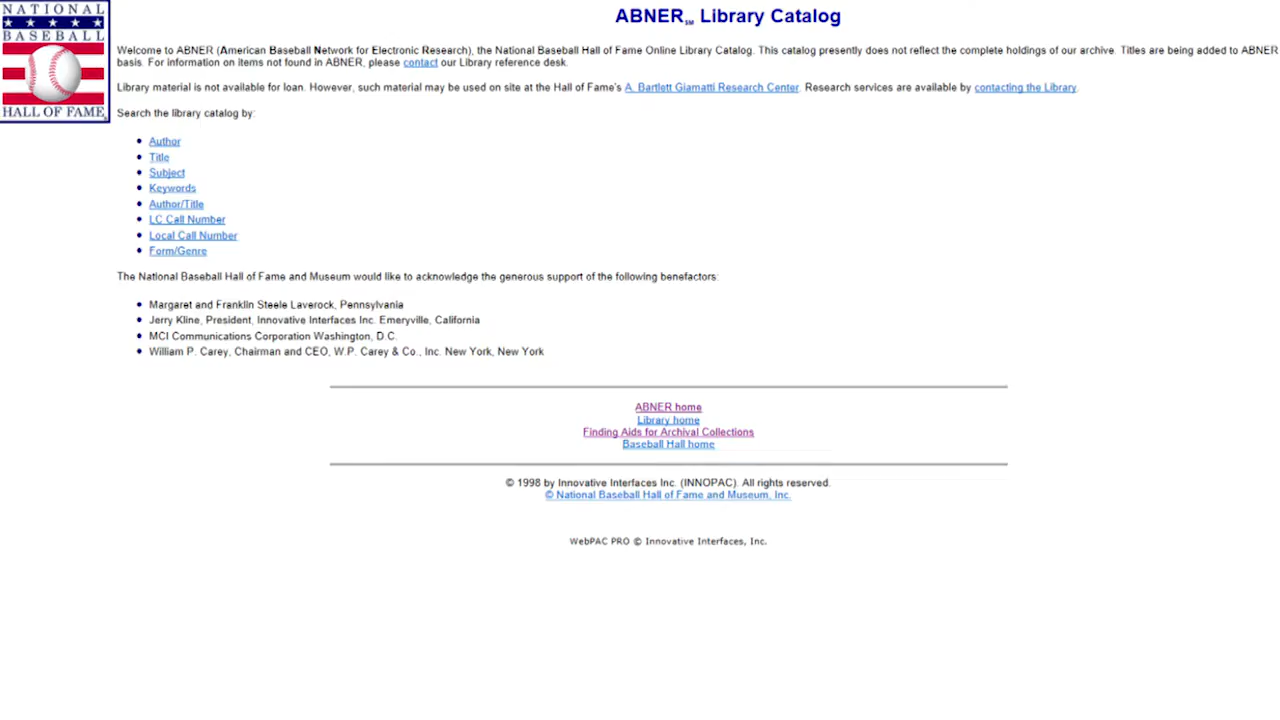 NATIONAL
BASEBALL
HALL OF FAME
ABNER℠ Library Catalog
Welcome to ABNER (American Baseball Network for Electronic Research), the National Baseball Hall of Fame Online Library Catalog. This catalog presently does not reflect the complete holdings of our archive. Titles are being added to ABNER
basis. For information on items not found in ABNER, please contact our Library reference desk.
Library material is not available for loan. However, such material may be used on site at the Hall of Fame's A. Bartlett Giamatti Research Center. Research services are available by contacting the Library.
Search the library catalog by:
Author
Title
Subject
Keywords
Author/Title
LC Call Number
Local Call Number
Form/Genre
The National Baseball Hall of Fame and Museum would like to acknowledge the generous support of the following benefactors:
Margaret and Franklin Steele Laverock, Pennsylvania
Jerry Kline, President, Innovative Interfaces Inc. Emeryville, California
MCI Communications Corporation Washington, D.C.
William P. Carey, Chairman and CEO, W.P. Carey & Co., Inc. New York, New York
ABNER home
Library home
Finding Aids for Archival Collections
Baseball Hall home
© 1998 by Innovative Interfaces Inc. (INNOPAC). All rights reserved.
© National Baseball Hall of Fame and Museum, Inc.
WebPAC PRO © Innovative Interfaces, Inc.